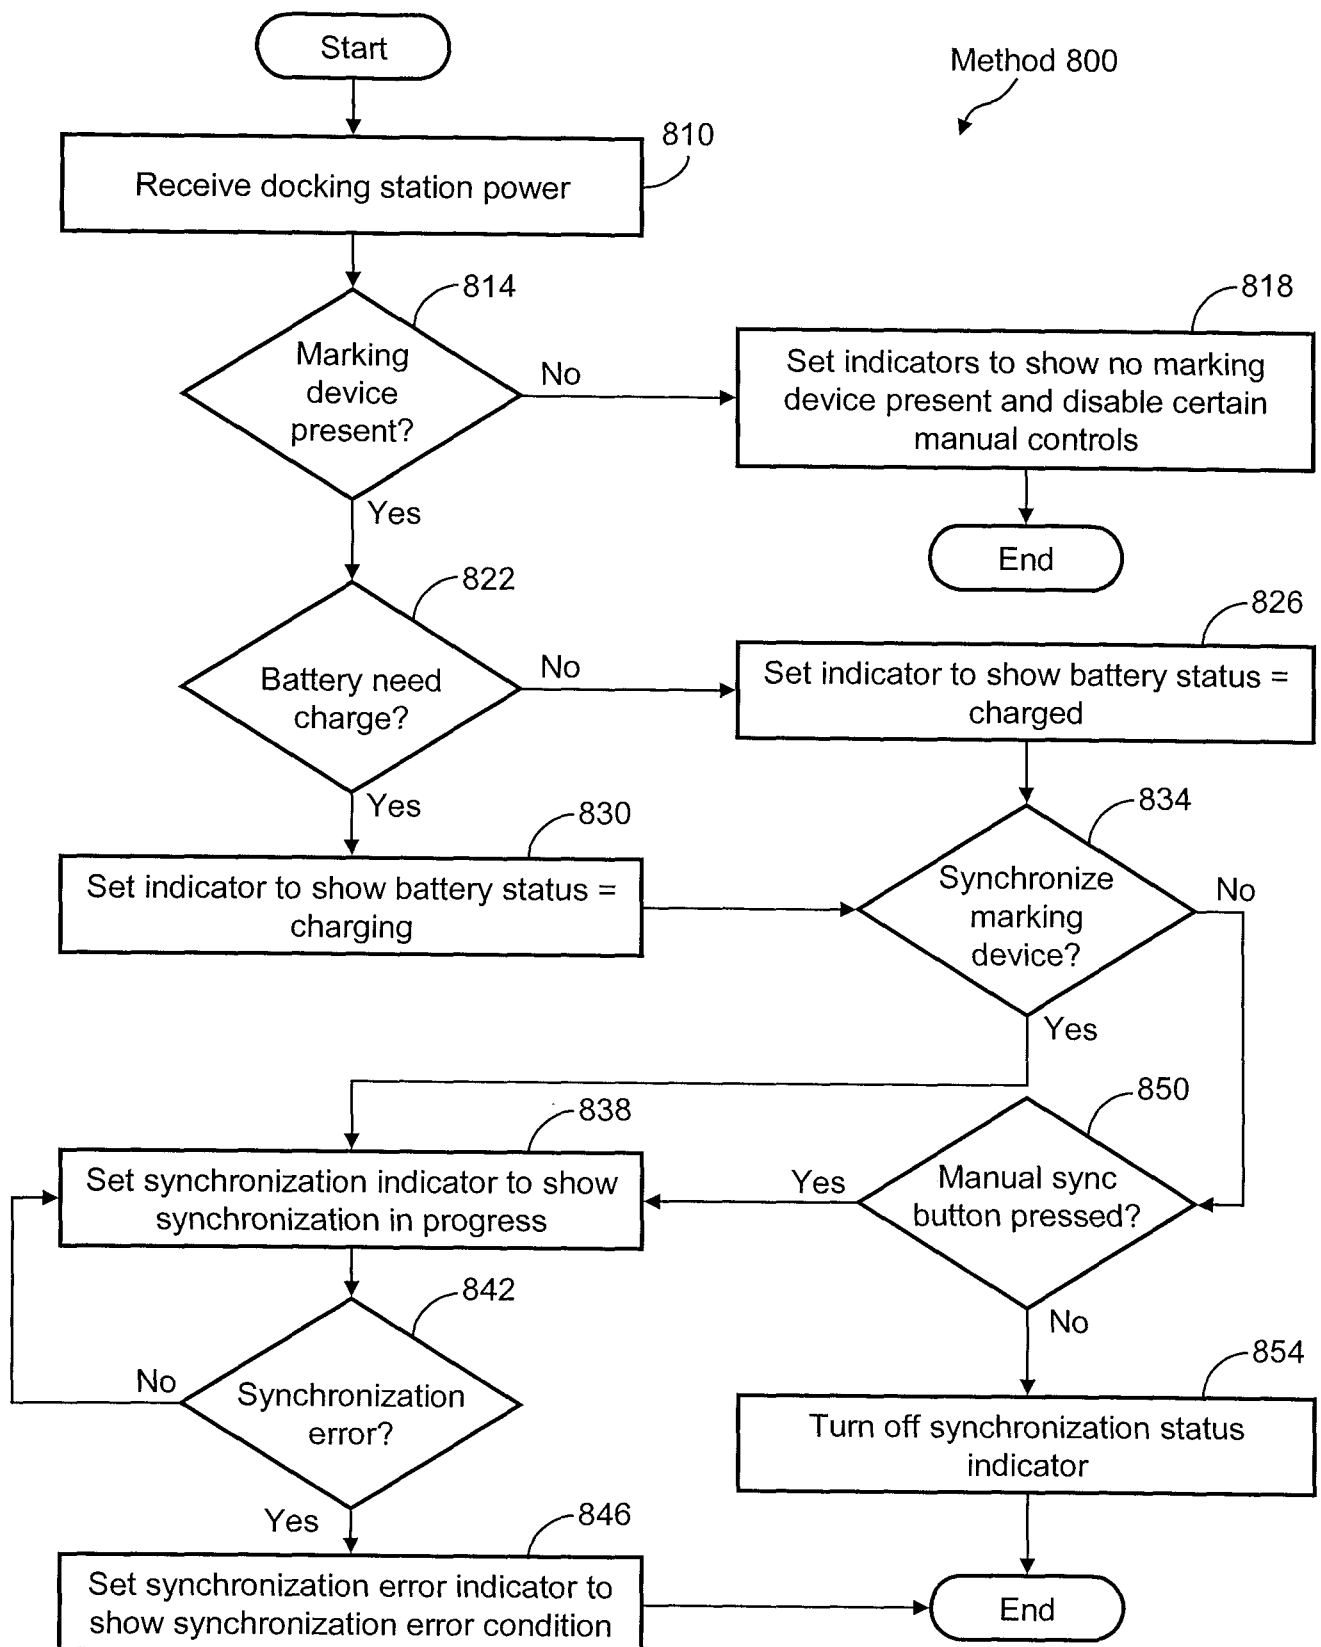 Start
Method 800
810
Receive docking station power
814
818
Marking
device
present?
No
Set indicators to show no marking
device present and disable certain
manual controls
Yes
End
822
826
Battery need
charge?
No
Set indicator to show battery status =
charged
Yes
830
834
Set indicator to show battery status =
charging
Synchronize
marking
device?
No
Yes
838
850
Set synchronization indicator to show
synchronization in progress
Yes
Manual sync
button pressed?
842
No
No
Synchronization
error?
854
Turn off synchronization status
indicator
Yes
846
Set synchronization error indicator to
show synchronization error condition
End